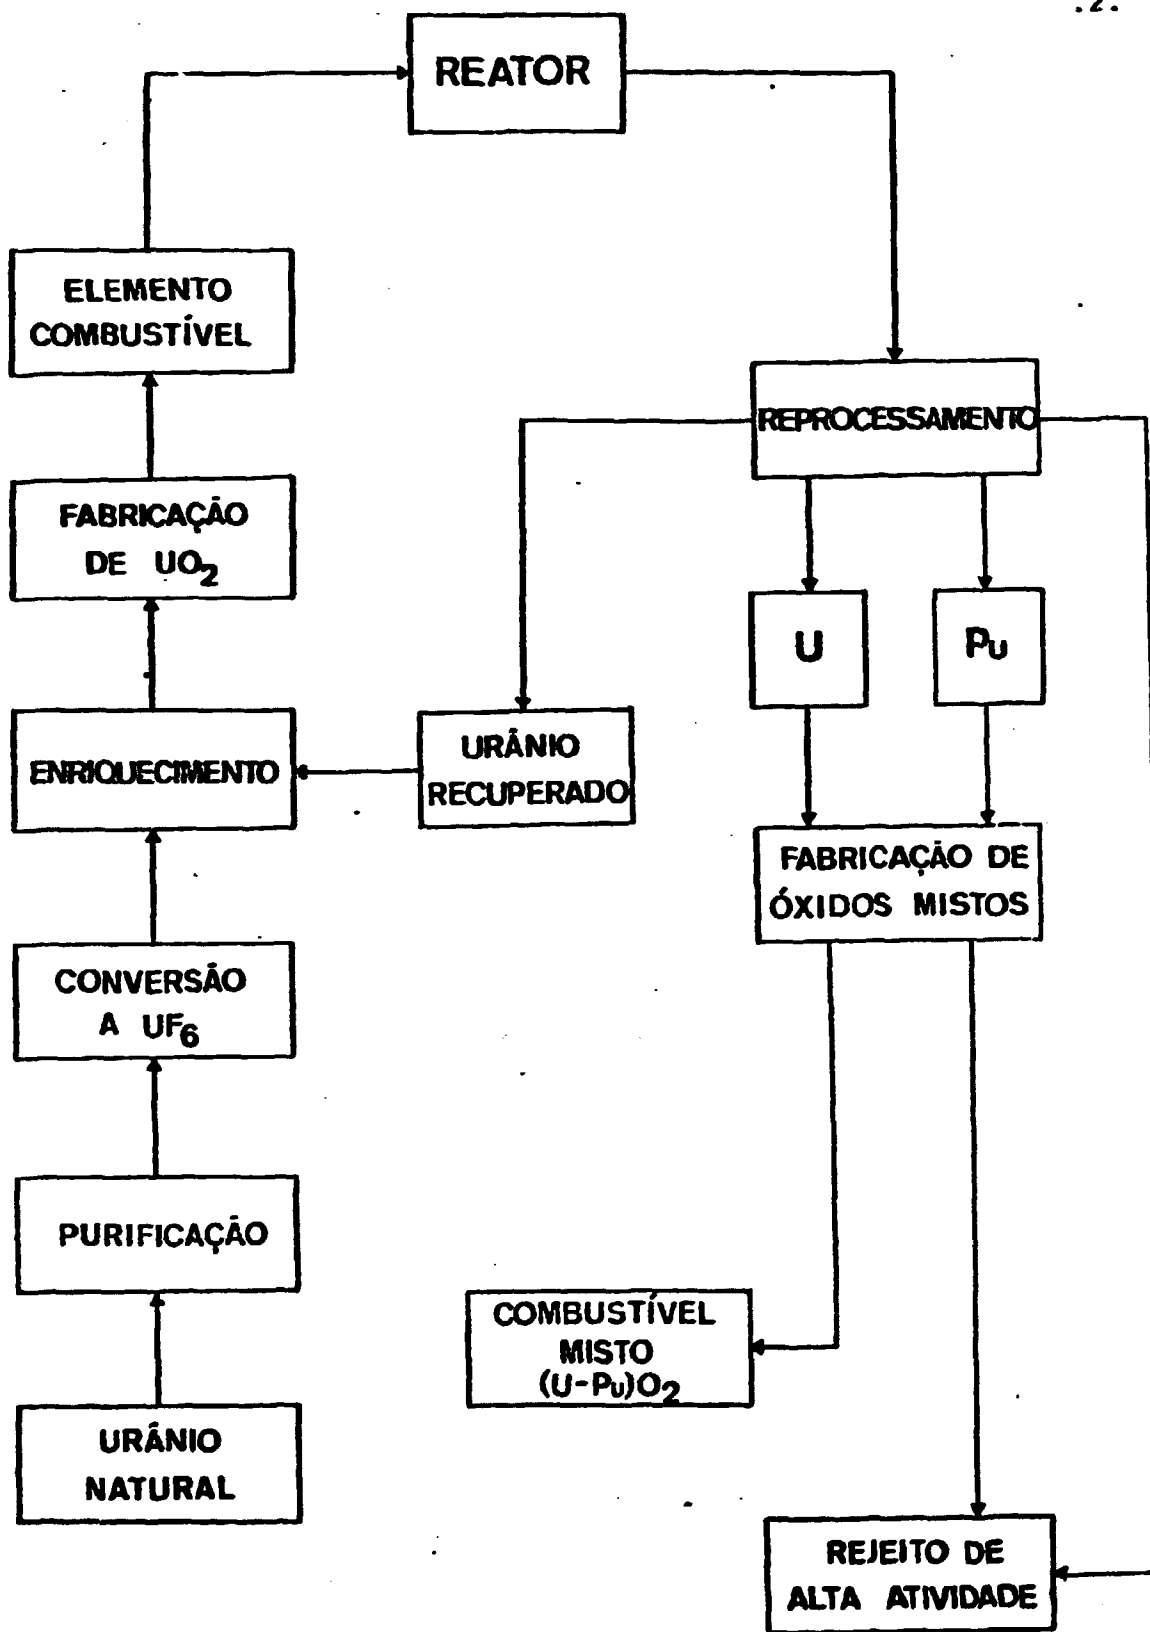 .2.
REATOR
ELEMENTO
COMBUSTÍVEL
REPROCESSAMENTO
FABRICAÇÃO
DE UO₂
U
Pu
ENRIQUECIMENTO
URÂNIO
RECUPERADO
FABRICAÇÃO DE
ÓXIDOS MISTOS
CONVERSÃO
A UF₆
PURIFICAÇÃO
COMBUSTÍVEL
MISTO
(U-Pu)O₂
URÂNIO
NATURAL
REJEITO DE
ALTA ATIVIDADE